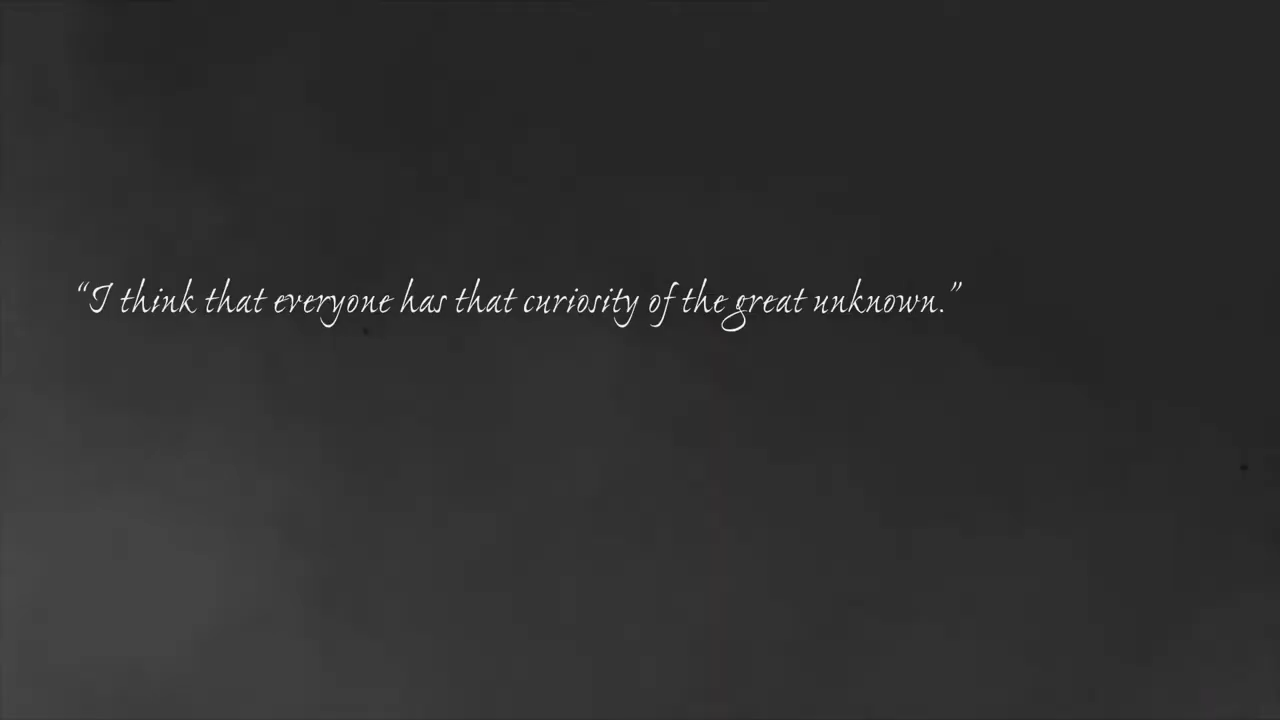 “I think that everyone has that curiosity of the great unknown.”